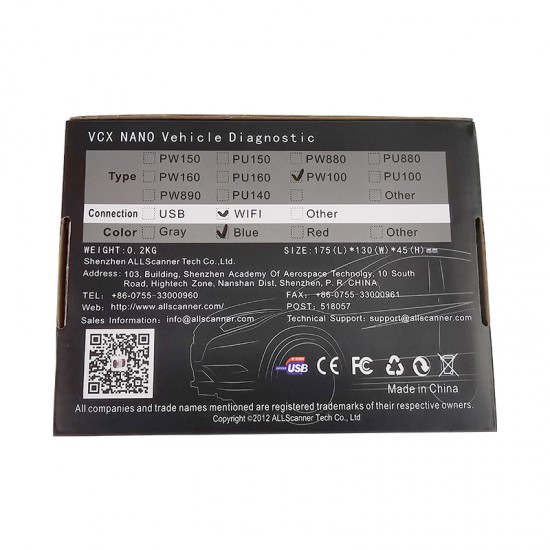 VCX NANO Vehicle Diagnostic
PW150 PU150 PW880 PU880
Type PW160 PU160 PW100 PU100
PW890 PU140 Other
Connection USB WIFI Other
Color Gray Blue Red Other
WEIGHT: 0.2KG SIZE: 175(L)*130(W)*45(H)mm
Shenzhen ALLScanner Tech Co.,Ltd.
Address: 103, Building, Shenzhen Academy Of Aerospace Technolgy, 10 South
Road, Hightech Zone, Nanshan Dist, Shenzhen, P. R. CHINA
TEL: +86-0755-33000960 FAX: +86-0755-33000961
Web: http://www.allscanner.com/ POST: 518057
Sales Information: info@allscanner.com Technical Support: support@allscanner.com
USB CE FC
Made in China
All companies and trade names mentioned are registered trademarks of their respective owners.
Copyright ©2012 ALLScanner Tech Co., Ltd.